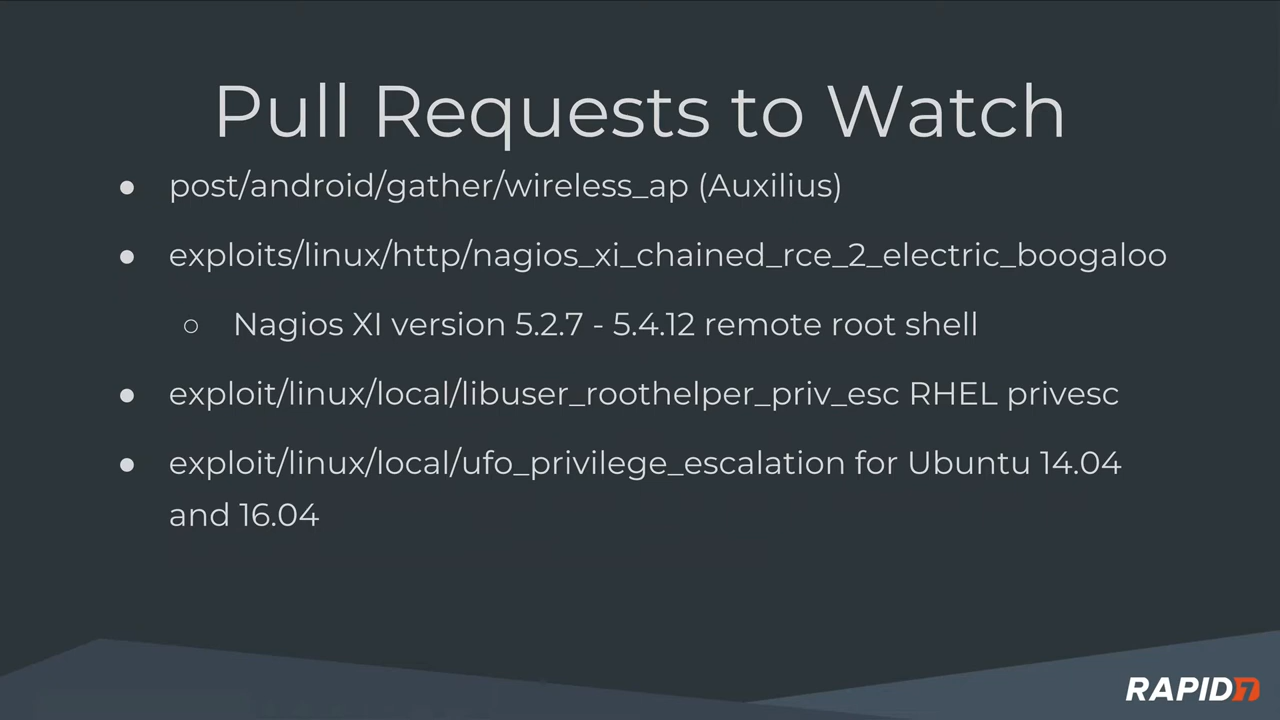 Pull Requests to Watch
● post/android/gather/wireless_ap (Auxilius)
● exploits/linux/http/nagios_xi_chained_rce_2_electric_boogaloo
○ Nagios XI version 5.2.7 - 5.4.12 remote root shell
● exploit/linux/local/libuser_roothelper_priv_esc RHEL privesc
● exploit/linux/local/ufo_privilege_escalation for Ubuntu 14.04
and 16.04
RAPID7